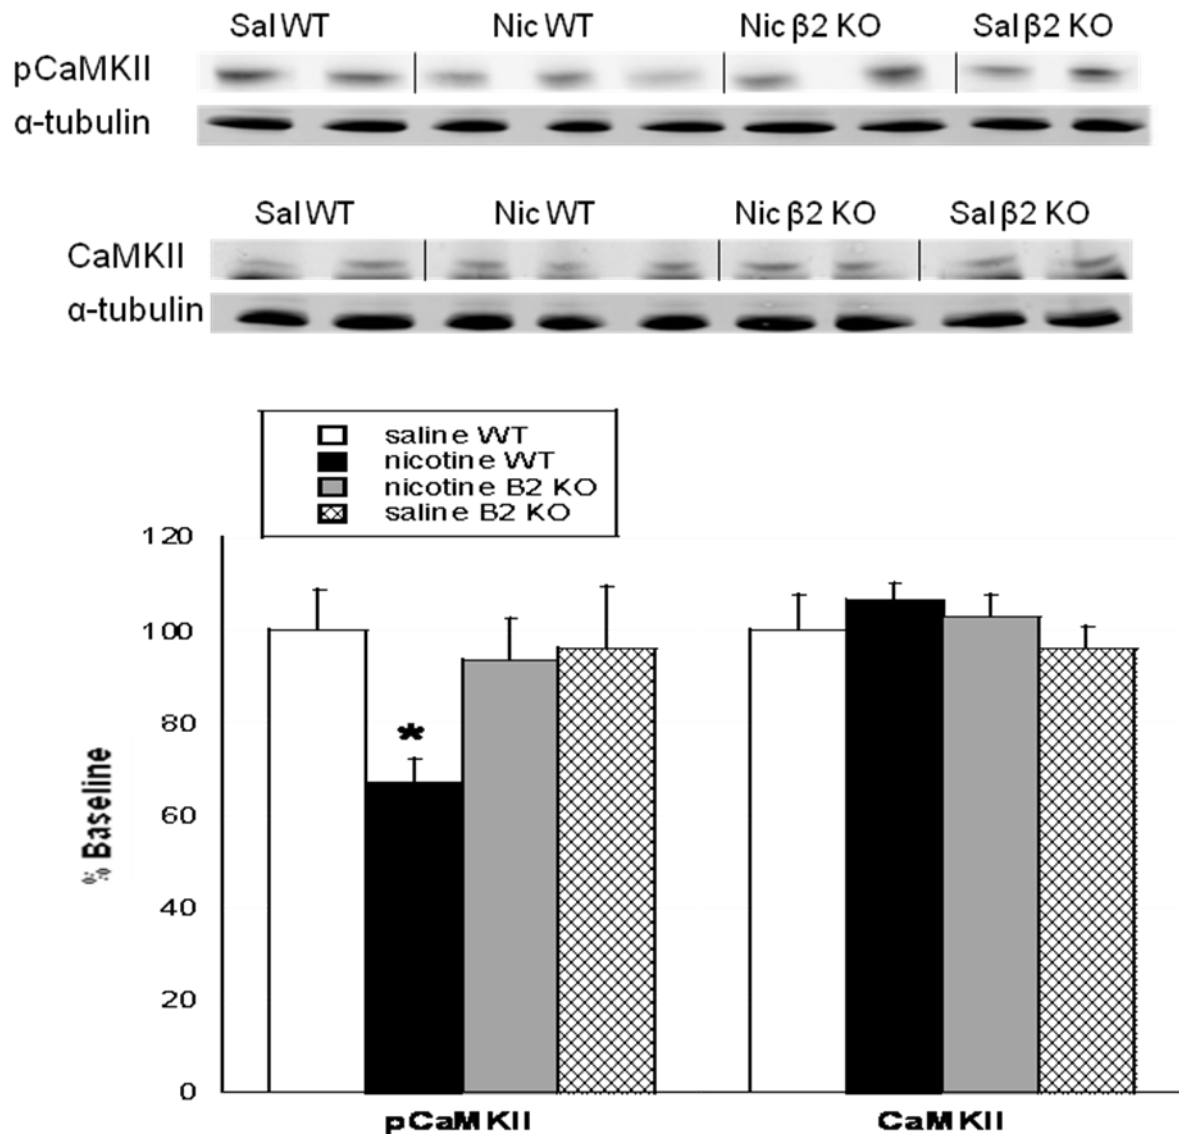 Sal WT Nic WT Nic β2 KO Sal β2 KO
pCaMKII
α-tubulin
Sal WT Nic WT Nic β2 KO Sal β2 KO
CaMKII
α-tubulin
saline WT
nicotine WT
nicotine B2 KO
saline B2 KO
120
100
80
60
40
20
0
% Baseline
*
pCaMKII CaMKII